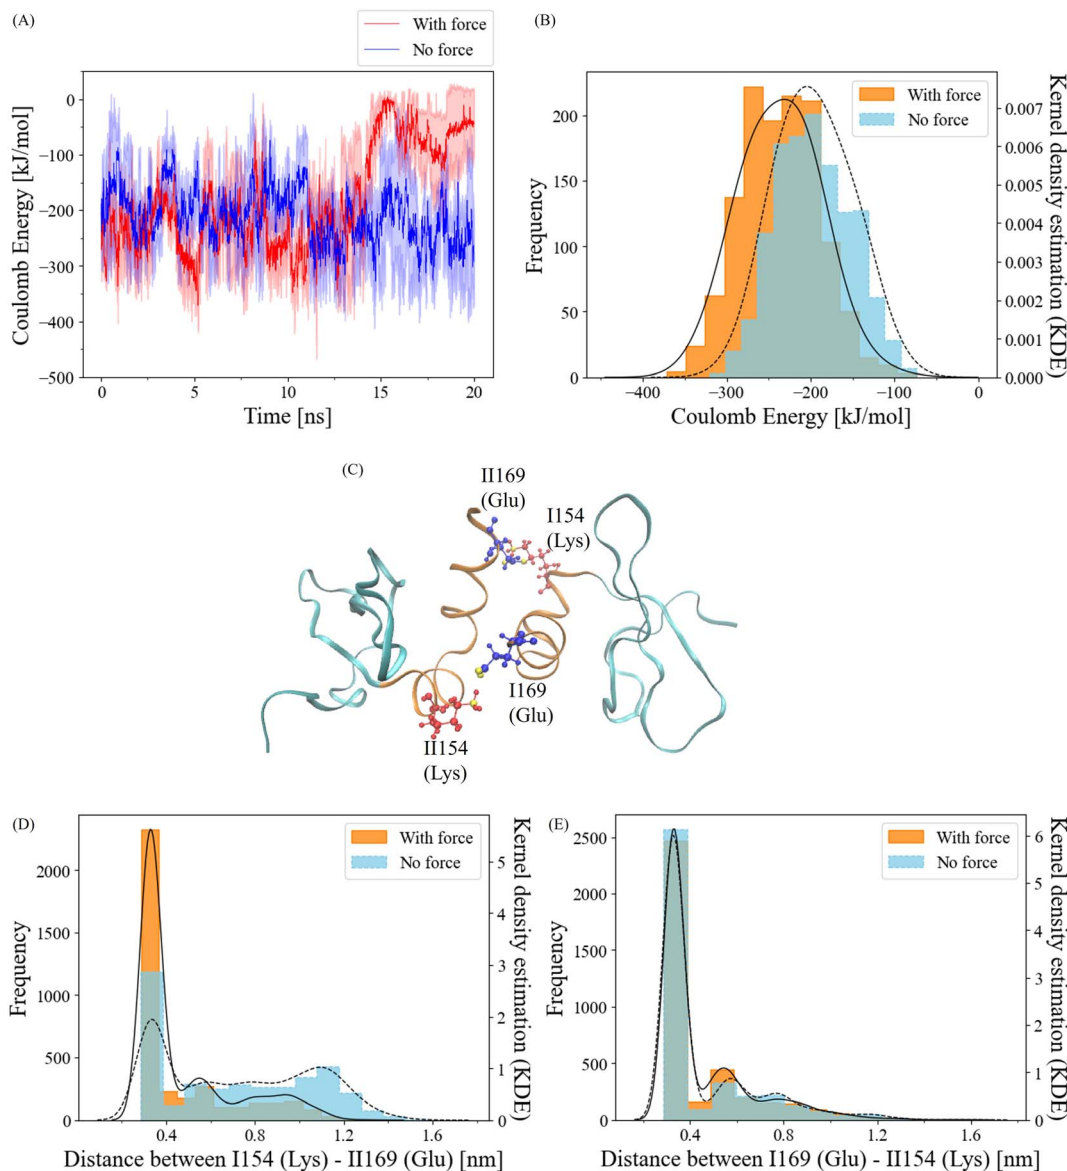 (A)
With force
No force
Coulomb Energy [kJ/mol]
0
−100
−200
−300
−400
−500
0
5
10
15
20
Time [ns]
(B)
With force
No force
Frequency
200
150
100
50
0
Kernel density estimation (KDE)
0.007
0.006
0.005
0.004
0.003
0.002
0.001
0.000
−400
−300
−200
−100
0
Coulomb Energy [kJ/mol]
(C)
II169
(Glu)
I154
(Lys)
I169
(Glu)
II154
(Lys)
(D)
With force
No force
Frequency
2000
1500
1000
500
0
Kernel density estimation (KDE)
5
4
3
2
1
0
0.4
0.8
1.2
1.6
Distance between I154 (Lys) - II169 (Glu) [nm]
(E)
With force
No force
Frequency
2500
2000
1500
1000
500
0
Kernel density estimation (KDE)
6
5
4
3
2
1
0
0.4
0.8
1.2
1.6
Distance between I169 (Glu) - II154 (Lys) [nm]